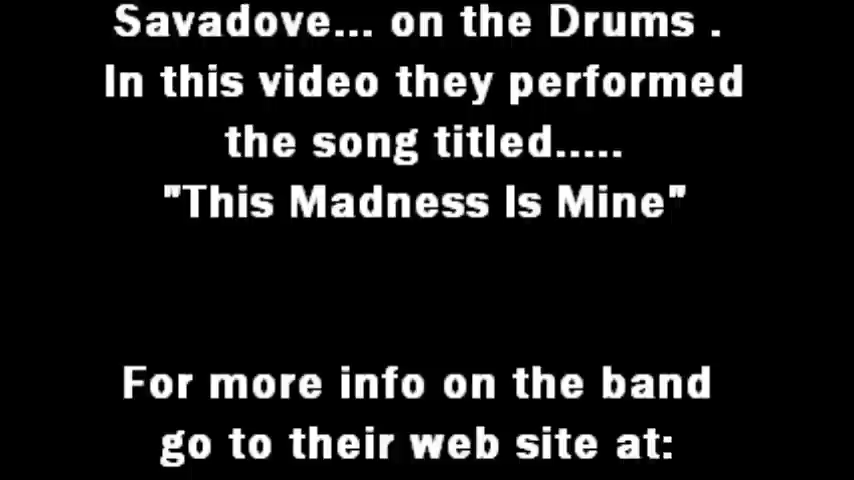 Savadove... on the Drums .
In this video they performed
the song titled.....
"This Madness Is Mine"
For more info on the band
go to their web site at: